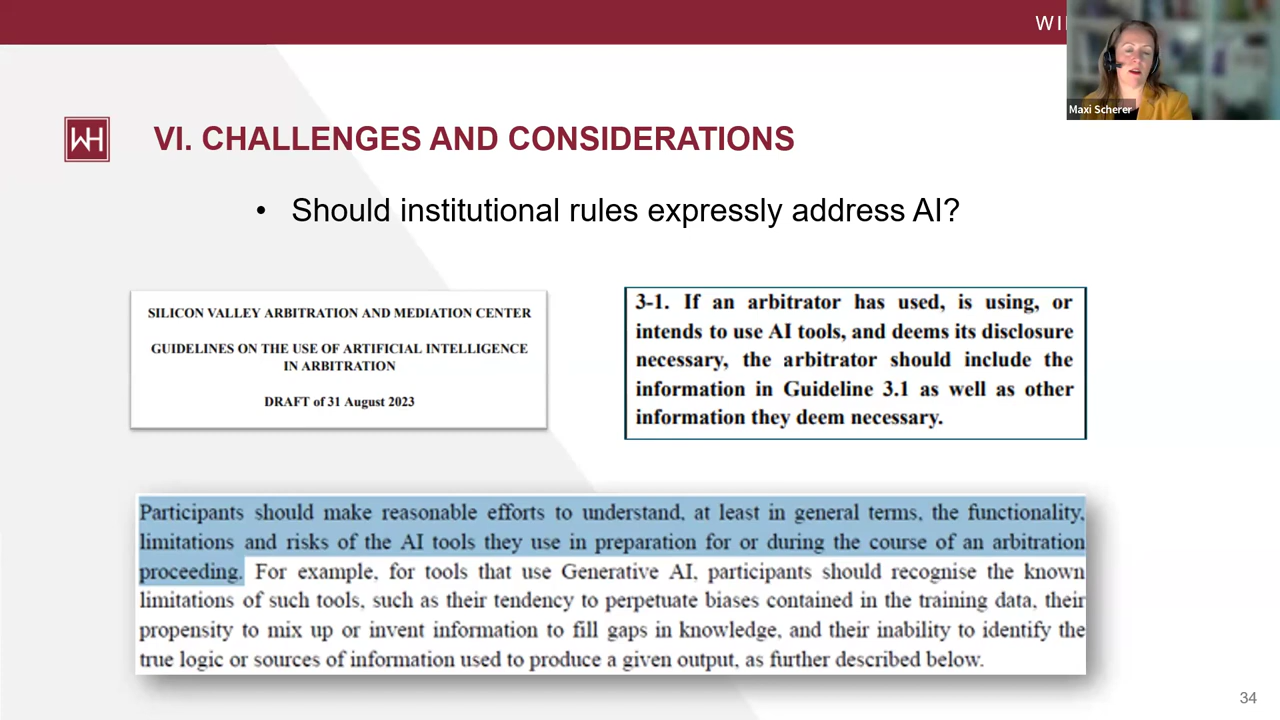 WI
Maxi Scherer
WH
VI. CHALLENGES AND CONSIDERATIONS
• Should institutional rules expressly address AI?
SILICON VALLEY ARBITRATION AND MEDIATION CENTER
GUIDELINES ON THE USE OF ARTIFICIAL INTELLIGENCE
IN ARBITRATION
DRAFT of 31 August 2023
3-1. If an arbitrator has used, is using, or
intends to use AI tools, and deems its disclosure
necessary, the arbitrator should include the
information in Guideline 3.1 as well as other
information they deem necessary.
Participants should make reasonable efforts to understand, at least in general terms, the functionality,
limitations and risks of the AI tools they use in preparation for or during the course of an arbitration
proceeding. For example, for tools that use Generative AI, participants should recognise the known
limitations of such tools, such as their tendency to perpetuate biases contained in the training data, their
propensity to mix up or invent information to fill gaps in knowledge, and their inability to identify the
true logic or sources of information used to produce a given output, as further described below.
34